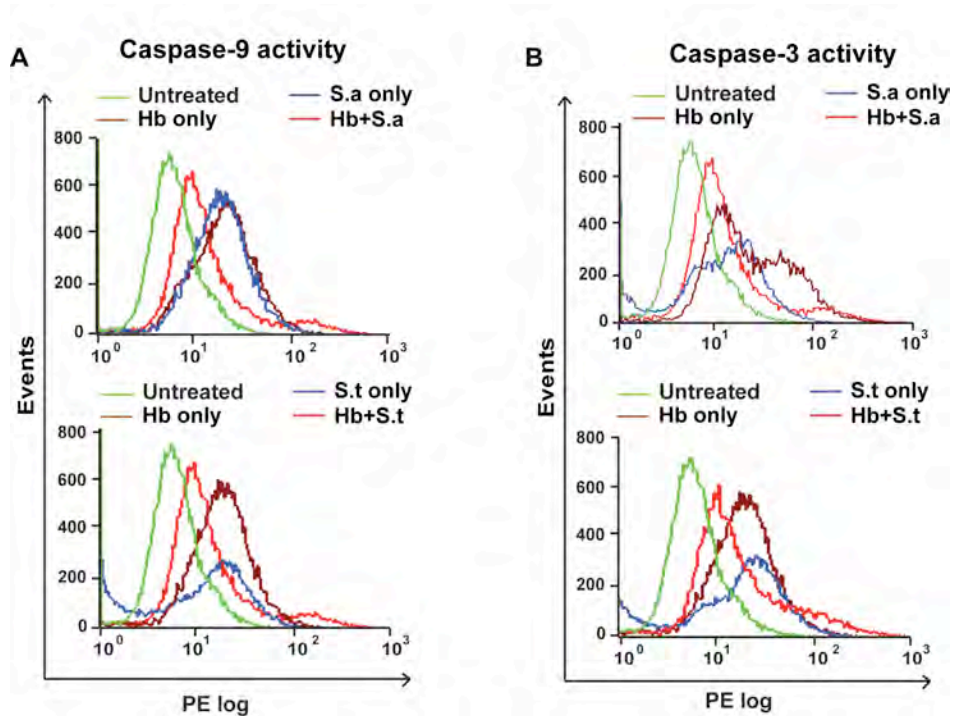 A
Caspase-9 activity
Untreated
S.a only
Hb only
Hb+S.a
800
600
400
200
0
10^0
10^1
10^2
10^3
Untreated
S.t only
Hb only
Hb+S.t
800
600
400
200
0
10^0
10^1
10^2
10^3
Events
PE log
B
Caspase-3 activity
Untreated
S.a only
Hb only
Hb+S.a
800
600
400
200
0
10^0
10^1
10^2
10^3
Untreated
S.t only
Hb only
Hb+S.t
800
600
400
200
0
10^0
10^1
10^2
10^3
Events
PE log